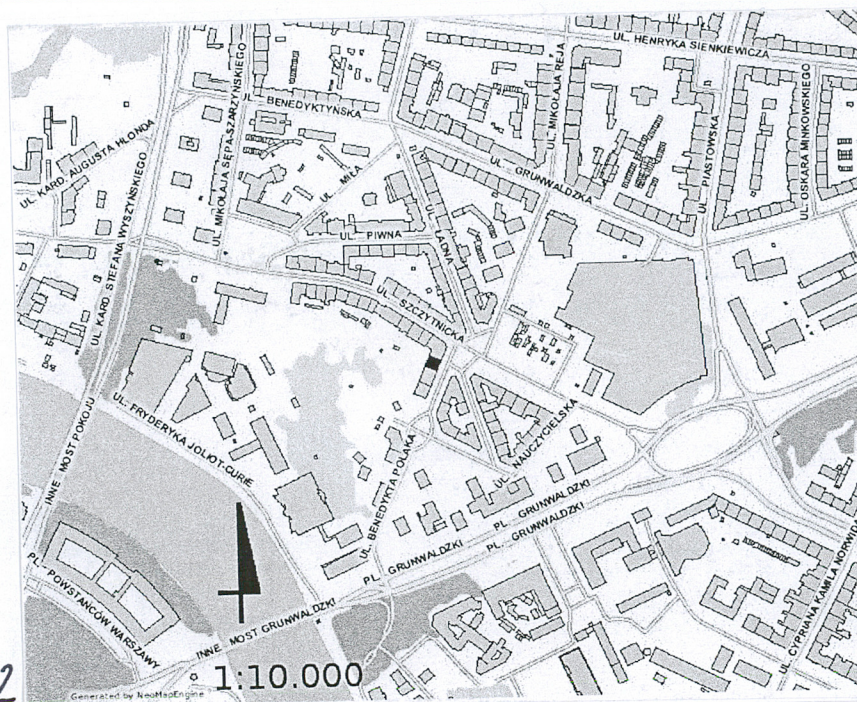 UL. HENRYKA SIENKIEWICZA
UL. MIKOŁAJA SĘPA-SZARZYŃSKIEGO
UL. BENEDYKTYŃSKA
UL. MIKOŁAJA REJA
UL. PIASTOWSKA
UL. OSKARA MINKOWSKIEGO
UL. KARD. AUGUSTA HLONDA
UL. KARD. STEFANA WYSZYŃSKIEGO
UL. MIŁA
UL. GRUNWALDZKA
UL. PIWNA
UL. ŁADNA
UL. SZCZYTNICKA
INNE - MOST POKOJU
UL. FRYDERYKA JOLIOT-CURIE
UL. BENEDYKTA POLAKA
UL. NAUCZYCIELSKA
PL. GRUNWALDZKI
PL. GRUNWALDZKI
PL. GRUNWALDZKI
PL. POWSTAŃCÓW WARSZAWY
INNE - MOST GRUNWALDZKI
UL. CYPRIANA KAMILA NORWIDA
2
1:10.000
Generated by NeoMapEngine